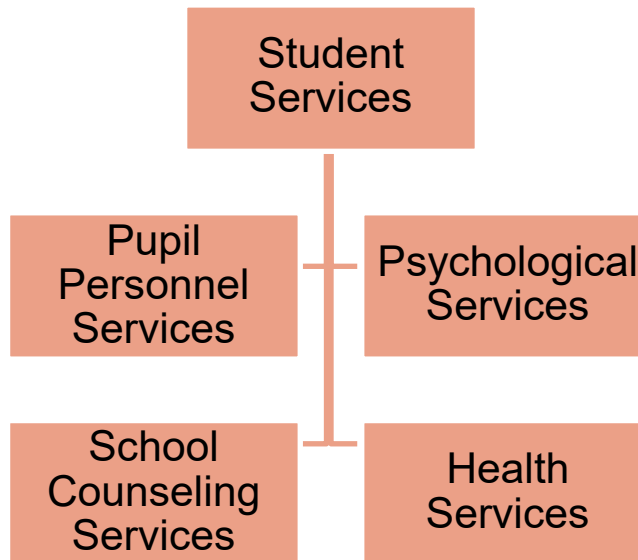 Student
Services
Pupil
Personnel
Services
Psychological
Services
School
Counseling
Services
Health
Services